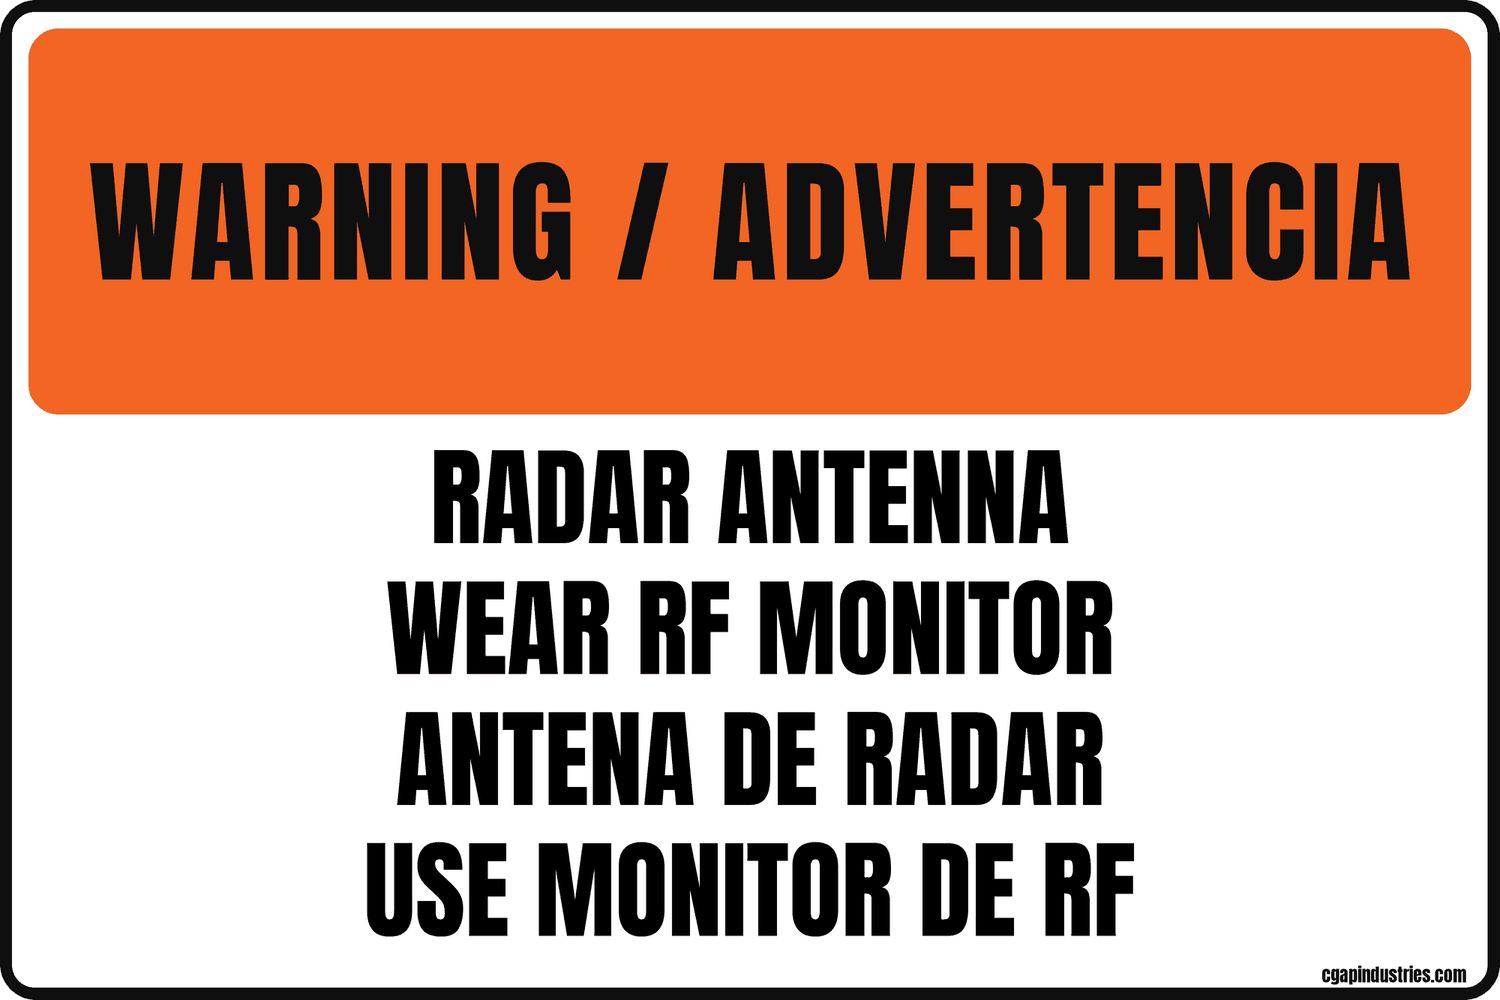 WARNING / ADVERTENCIA
RADAR ANTENNA
WEAR RF MONITOR
ANTENA DE RADAR
USE MONITOR DE RF
cgapindustries.com